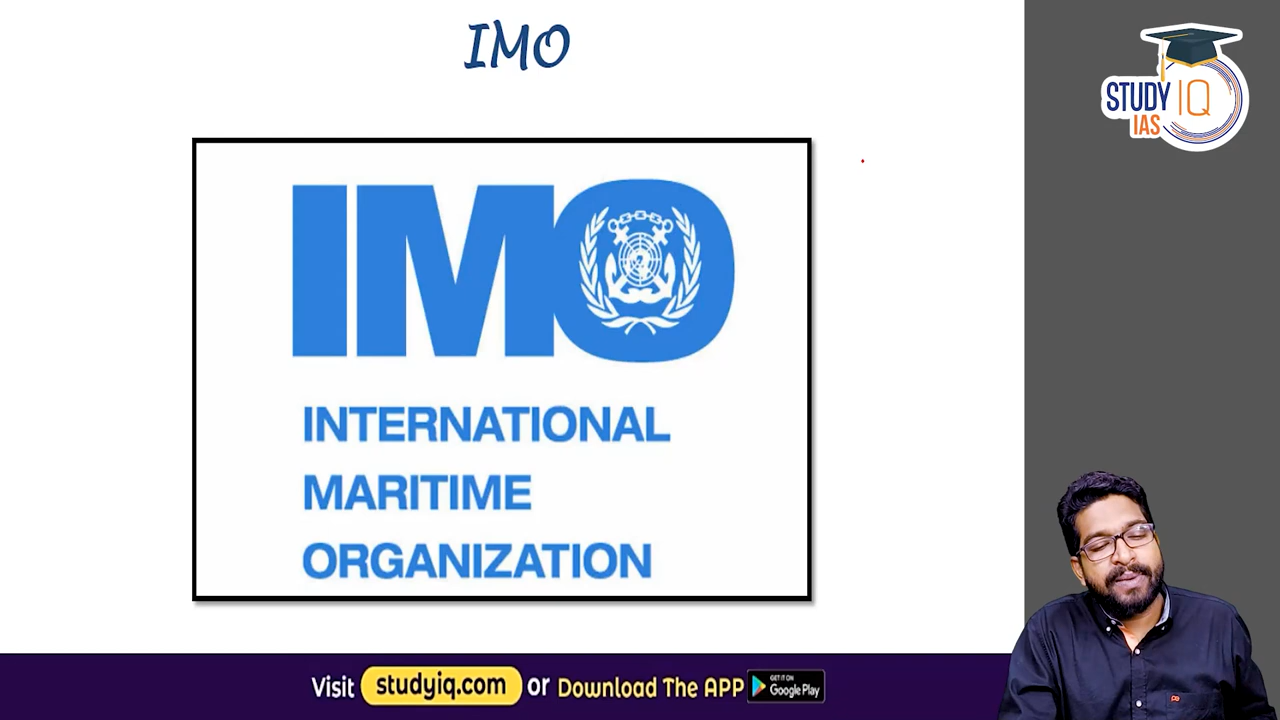 IMO
STUDY IQ
IAS
IMO
INTERNATIONAL
MARITIME
ORGANIZATION
Visit studyiq.com or Download The APP GET IT ON Google Play